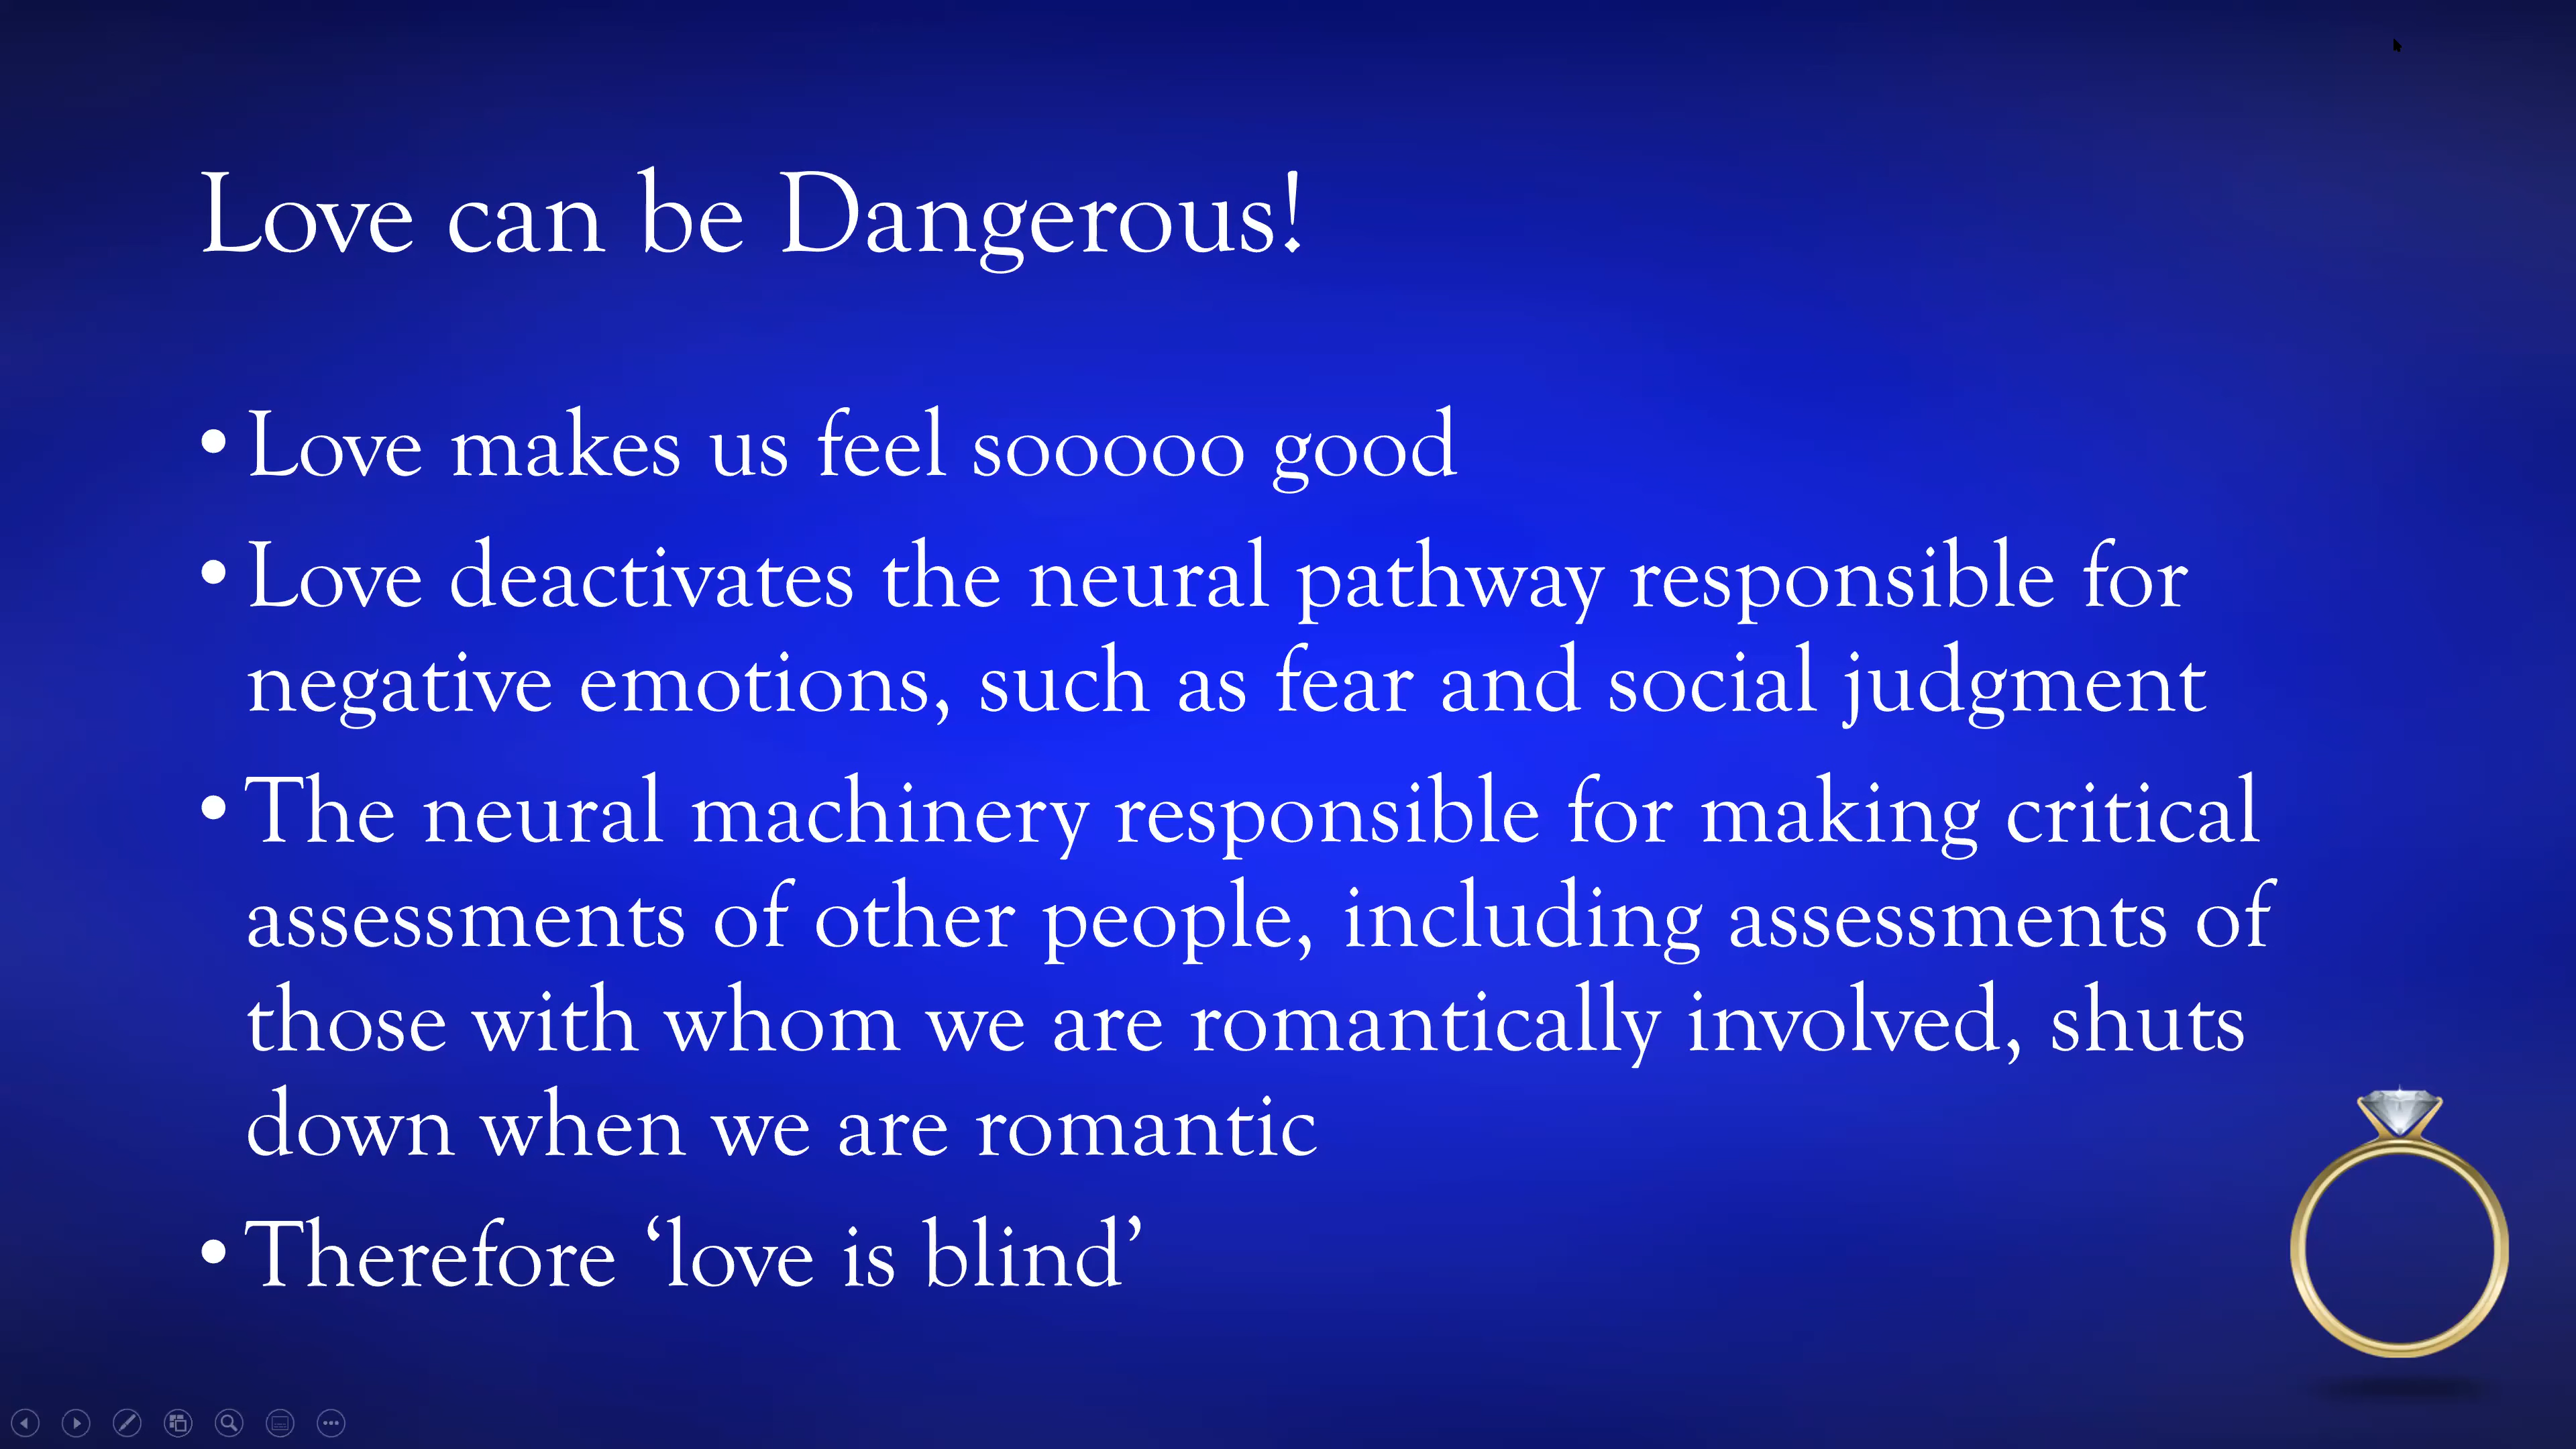 Love can be Dangerous!
• Love makes us feel sooooo good
• Love deactivates the neural pathway responsible for
negative emotions, such as fear and social judgment
• The neural machinery responsible for making critical
assessments of other people, including assessments of
those with whom we are romantically involved, shuts
down when we are romantic
• Therefore ‘love is blind’